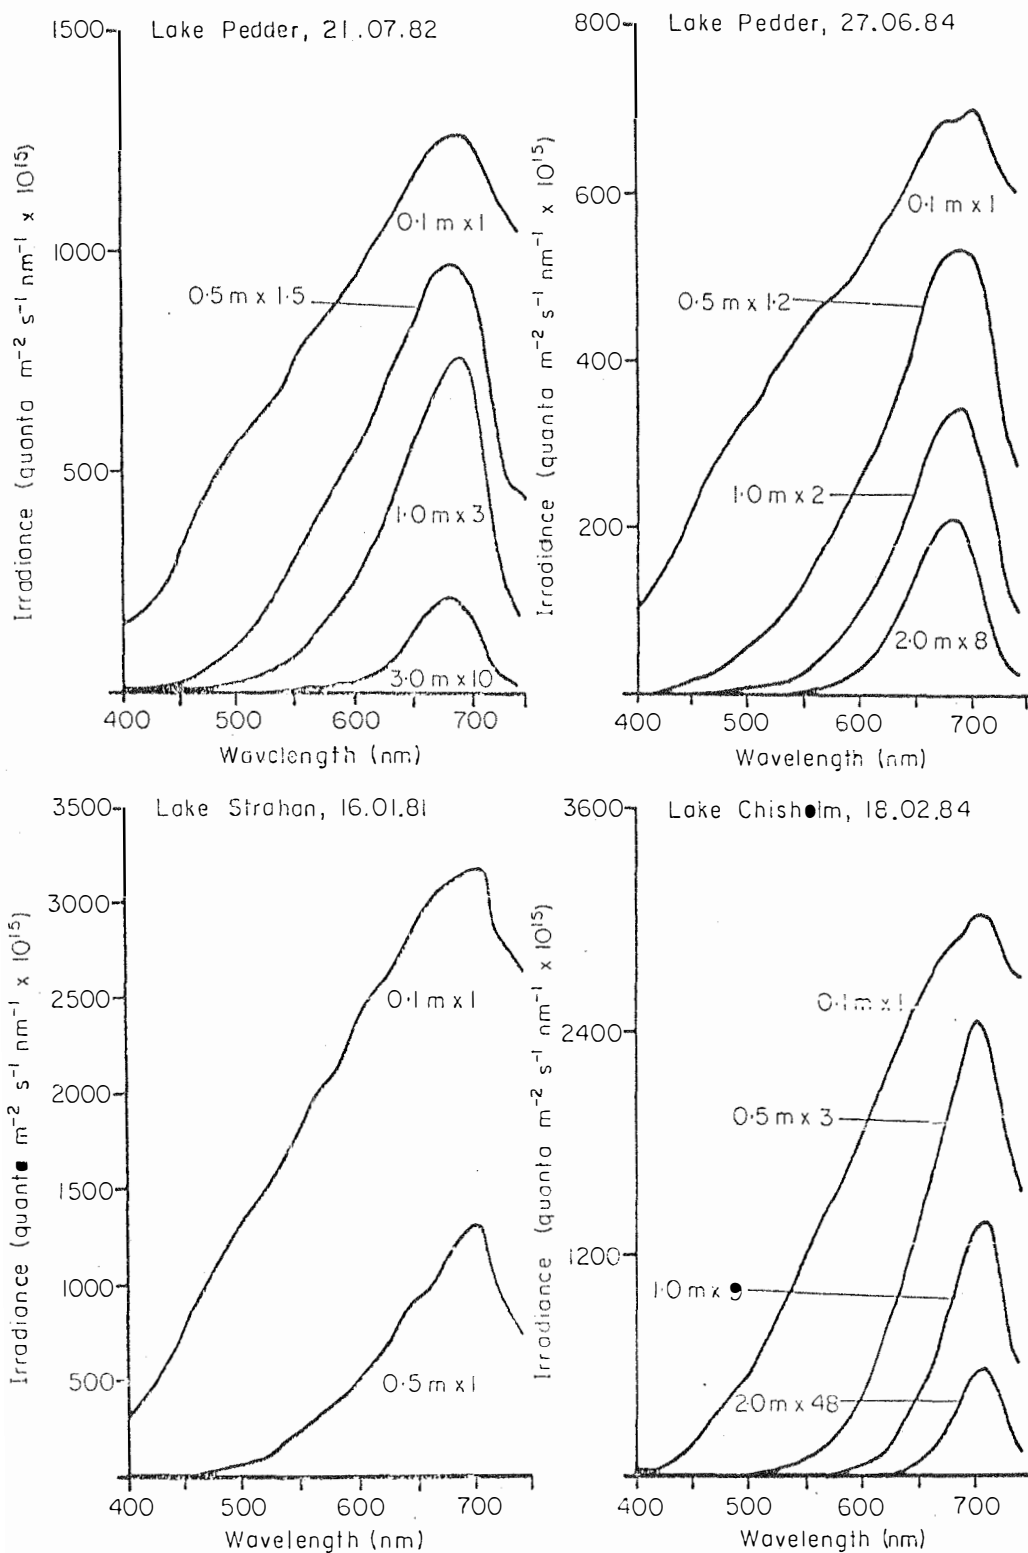 Lake Pedder, 21.07.82
1500
1000
500
Irradiance (quanta m⁻² s⁻¹ nm⁻¹ x 10¹⁵)
0·1 m x 1
0·5 m x 1·5
1·0 m x 3
3·0 m x 10
400 500 600 700
Wavelength (nm)
Lake Pedder, 27.06.84
800
600
400
200
Irradiance (quanta m⁻² s⁻¹ nm⁻¹ x 10¹⁵)
0·1 m x 1
0·5 m x 1·2
1·0 m x 2
2·0 m x 8
400 500 600 700
Wavelength (nm)
Lake Strahan, 16.01.81
3500
3000
2500
2000
1500
1000
500
Irradiance (quanta m⁻² s⁻¹ nm⁻¹ x 10¹⁵)
0·1 m x 1
0·5 m x 1
400 500 600 700
Wavelength (nm)
Lake Chisholm, 18.02.84
3600
2400
1200
Irradiance (quanta m⁻² s⁻¹ nm⁻¹ x 10¹⁵)
0·1 m x 1
0·5 m x 3
1·0 m x
2·0 m x 48
400 500 600 700
Wavelength (nm)